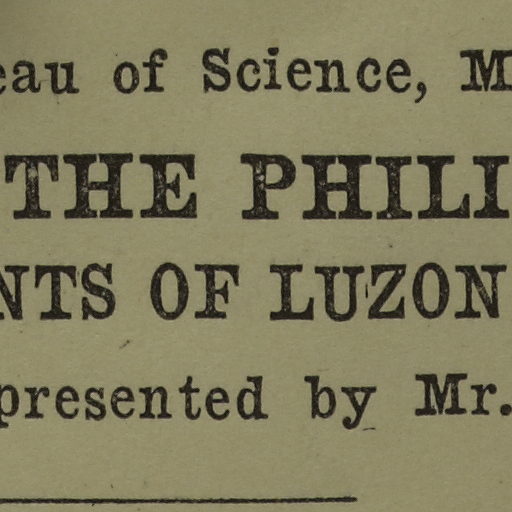 eau of Science, M
THE PHILI
NTS OF LUZON
presented by Mr.